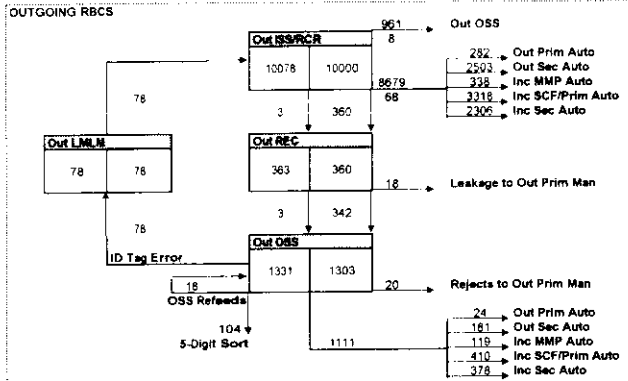 OUTGOING RBCS
961
Out OSS
8
Out ISS/RCR
10078 10000
282 Out Prim Auto
2503 Out Sec Auto
8679
338 Inc MMP Auto
68
3318 Inc SCF/Prim Auto
2306 Inc Sec Auto
78
3 360
Out LMLM
78 78
Out REC
363 360
18
Leakage to Out Prim Man
78
3 342
ID Tag Error
Out OSS
1331 1303
18
OSS Refeeds
20
Rejects to Out Prim Man
104
5-Digit Sort
1111
24 Out Prim Auto
181 Out Sec Auto
119 Inc MMP Auto
410 Inc SCF/Prim Auto
378 Inc Sec Auto